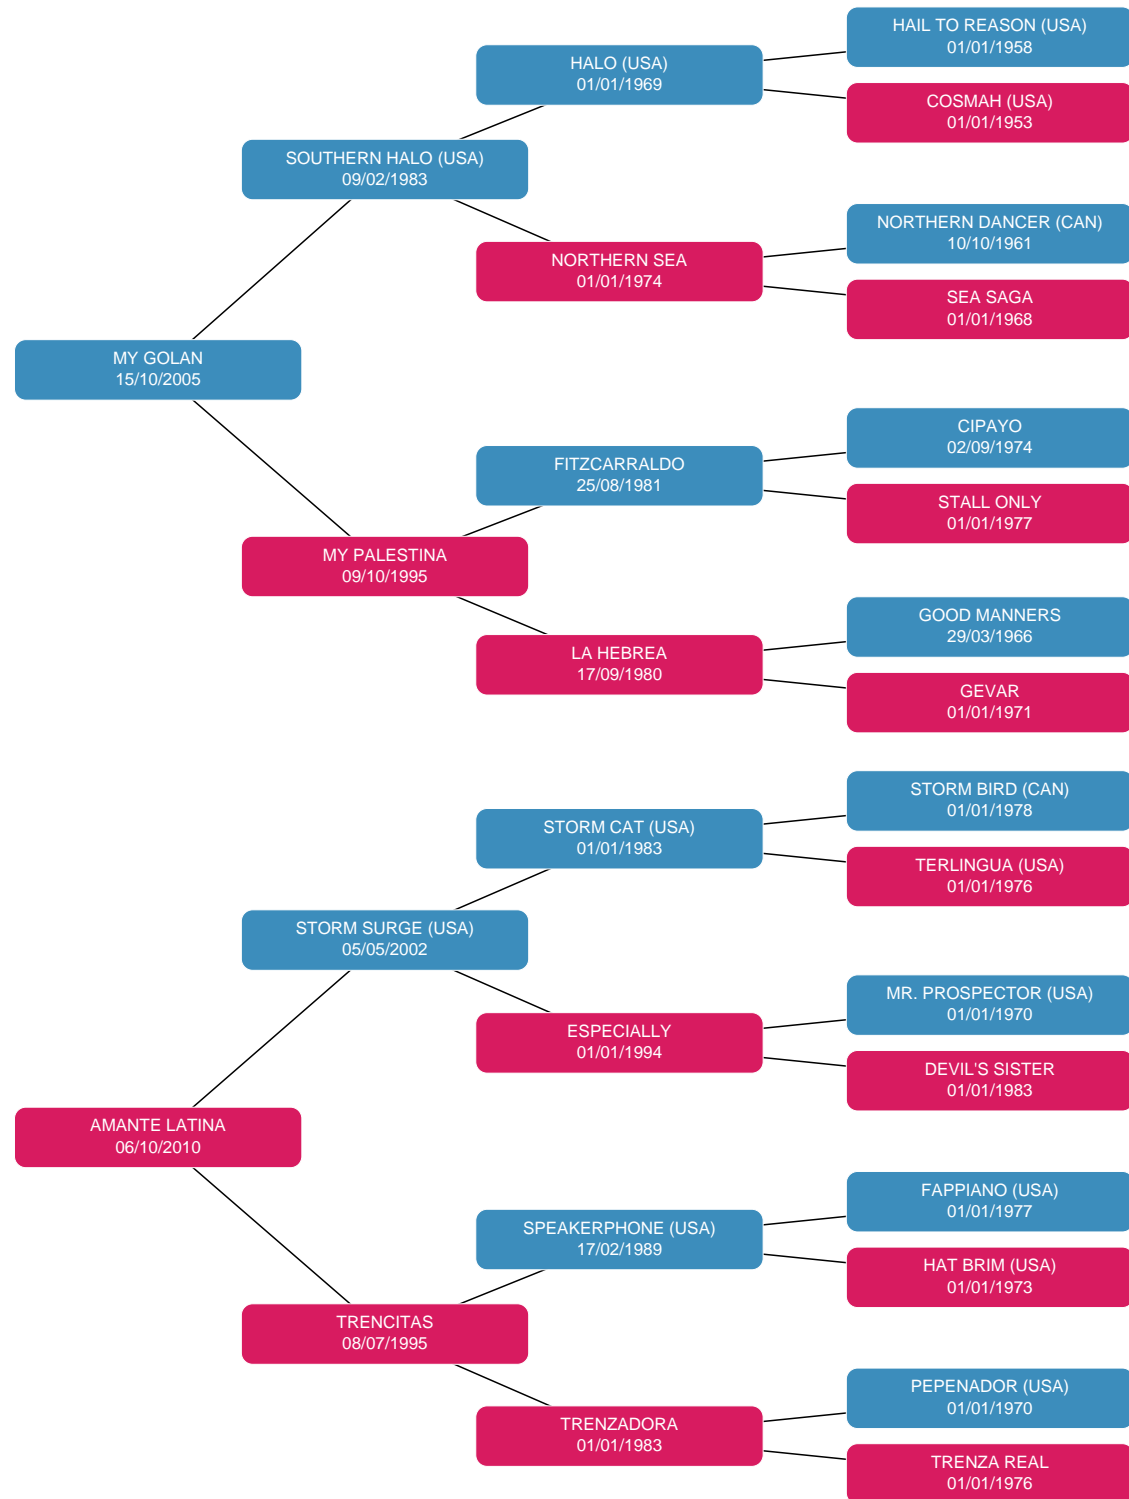 HAIL TO REASON (USA)
01/01/1958
HALO (USA)
01/01/1969
COSMAH (USA)
01/01/1953
SOUTHERN HALO (USA)
09/02/1983
NORTHERN DANCER (CAN)
10/10/1961
NORTHERN SEA
01/01/1974
SEA SAGA
01/01/1968
MY GOLAN
15/10/2005
CIPAYO
02/09/1974
FITZCARRALDO
25/08/1981
STALL ONLY
01/01/1977
MY PALESTINA
09/10/1995
GOOD MANNERS
29/03/1966
LA HEBREA
17/09/1980
GEVAR
01/01/1971
STORM BIRD (CAN)
01/01/1978
STORM CAT (USA)
01/01/1983
TERLINGUA (USA)
01/01/1976
STORM SURGE (USA)
05/05/2002
MR. PROSPECTOR (USA)
01/01/1970
ESPECIALLY
01/01/1994
DEVIL'S SISTER
01/01/1983
AMANTE LATINA
06/10/2010
FAPPIANO (USA)
01/01/1977
SPEAKERPHONE (USA)
17/02/1989
HAT BRIM (USA)
01/01/1973
TRENCITAS
08/07/1995
PEPENADOR (USA)
01/01/1970
TRENZADORA
01/01/1983
TRENZA REAL
01/01/1976